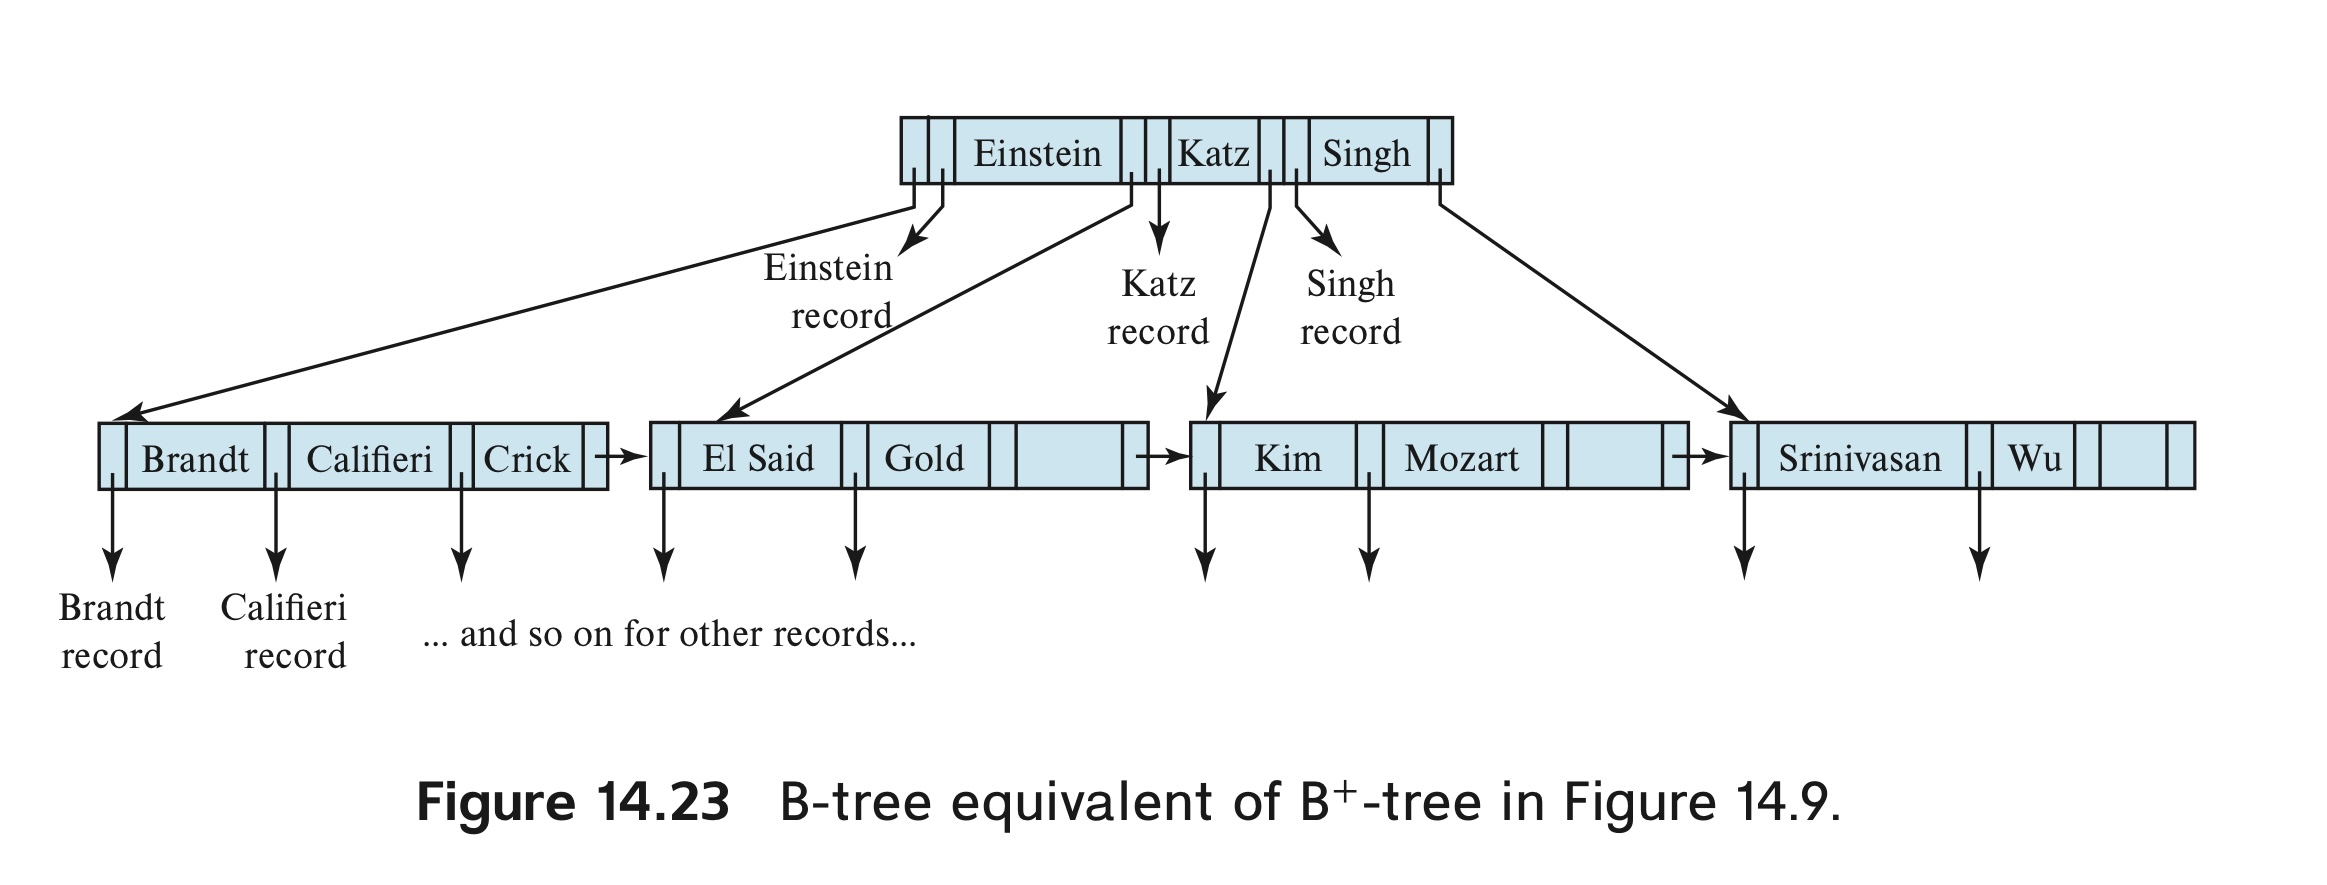 Einstein Katz Singh
Einstein
record
Katz
record
Singh
record
Brandt Califieri Crick El Said Gold Kim Mozart Srinivasan Wu
Brandt
record
Califieri
record
... and so on for other records...
Figure 14.23 B-tree equivalent of B⁺-tree in Figure 14.9.